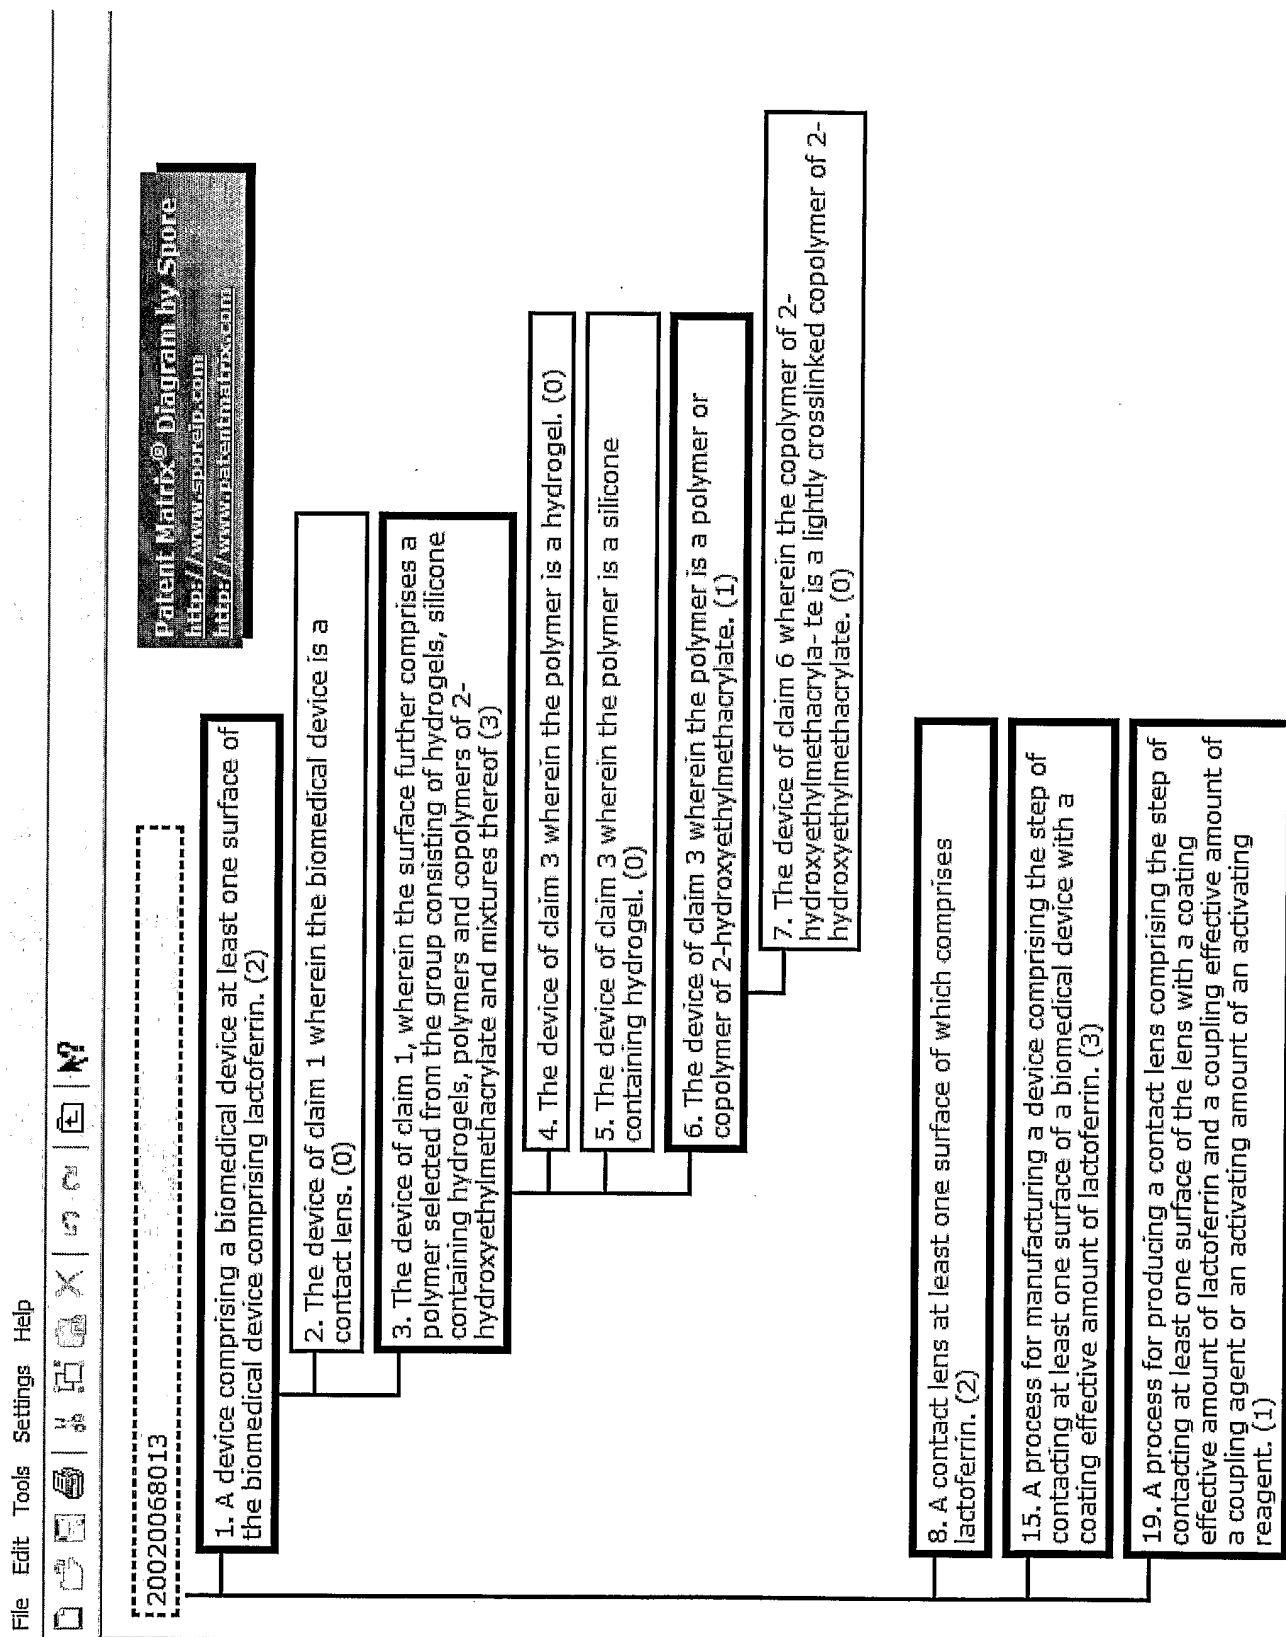 File Edit Tools Settings Help
Patent Matrix® Diagram by Spore
http://www.sporeip.com
http://www.patentmatrix.com
20020068013
1. A device comprising a biomedical device at least one surface of
the biomedical device comprising lactoferrin. (2)
2. The device of claim 1 wherein the biomedical device is a
contact lens. (0)
3. The device of claim 1, wherein the surface further comprises a
polymer selected from the group consisting of hydrogels, silicone
containing hydrogels, polymers and copolymers of 2-
hydroxyethylmethacrylate and mixtures thereof (3)
4. The device of claim 3 wherein the polymer is a hydrogel. (0)
5. The device of claim 3 wherein the polymer is a silicone
containing hydrogel. (0)
6. The device of claim 3 wherein the polymer is a polymer or
copolymer of 2-hydroxyethylmethacrylate. (1)
7. The device of claim 6 wherein the copolymer of 2-
hydroxyethylmethacryla- te is a lightly crosslinked copolymer of 2-
hydroxyethylmethacrylate. (0)
8. A contact lens at least one surface of which comprises
lactoferrin. (2)
15. A process for manufacturing a device comprising the step of
contacting at least one surface of a biomedical device with a
coating effective amount of lactoferrin. (3)
19. A process for producing a contact lens comprising the step of
contacting at least one surface of the lens with a coating
effective amount of lactoferrin and a coupling effective amount of
a coupling agent or an activating amount of an activating
reagent. (1)